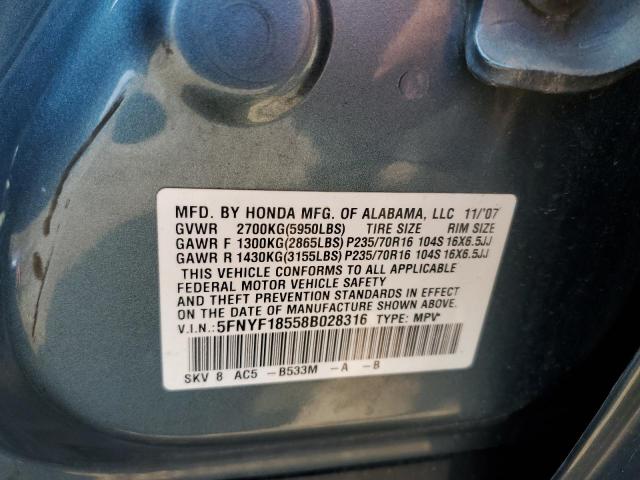 MFD. BY HONDA MFG. OF ALABAMA, LLC 11/'07
GVWR 2700KG(5950LBS) TIRE SIZE RIM SIZE
GAWR F 1300KG(2865LBS) P235/70R16 104S 16X6.5JJ
GAWR R 1430KG(3155LBS) P235/70R16 104S 16X6.5JJ
THIS VEHICLE CONFORMS TO ALL APPLICABLE
FEDERAL MOTOR VEHICLE SAFETY
AND THEFT PREVENTION STANDARDS IN EFFECT
ON THE DATE OF MANUFACTURE SHOWN ABOVE.
V.I.N.: 5FNYF18558B028316 TYPE: MPV
SKV 8 AC5 -B533M -A -B